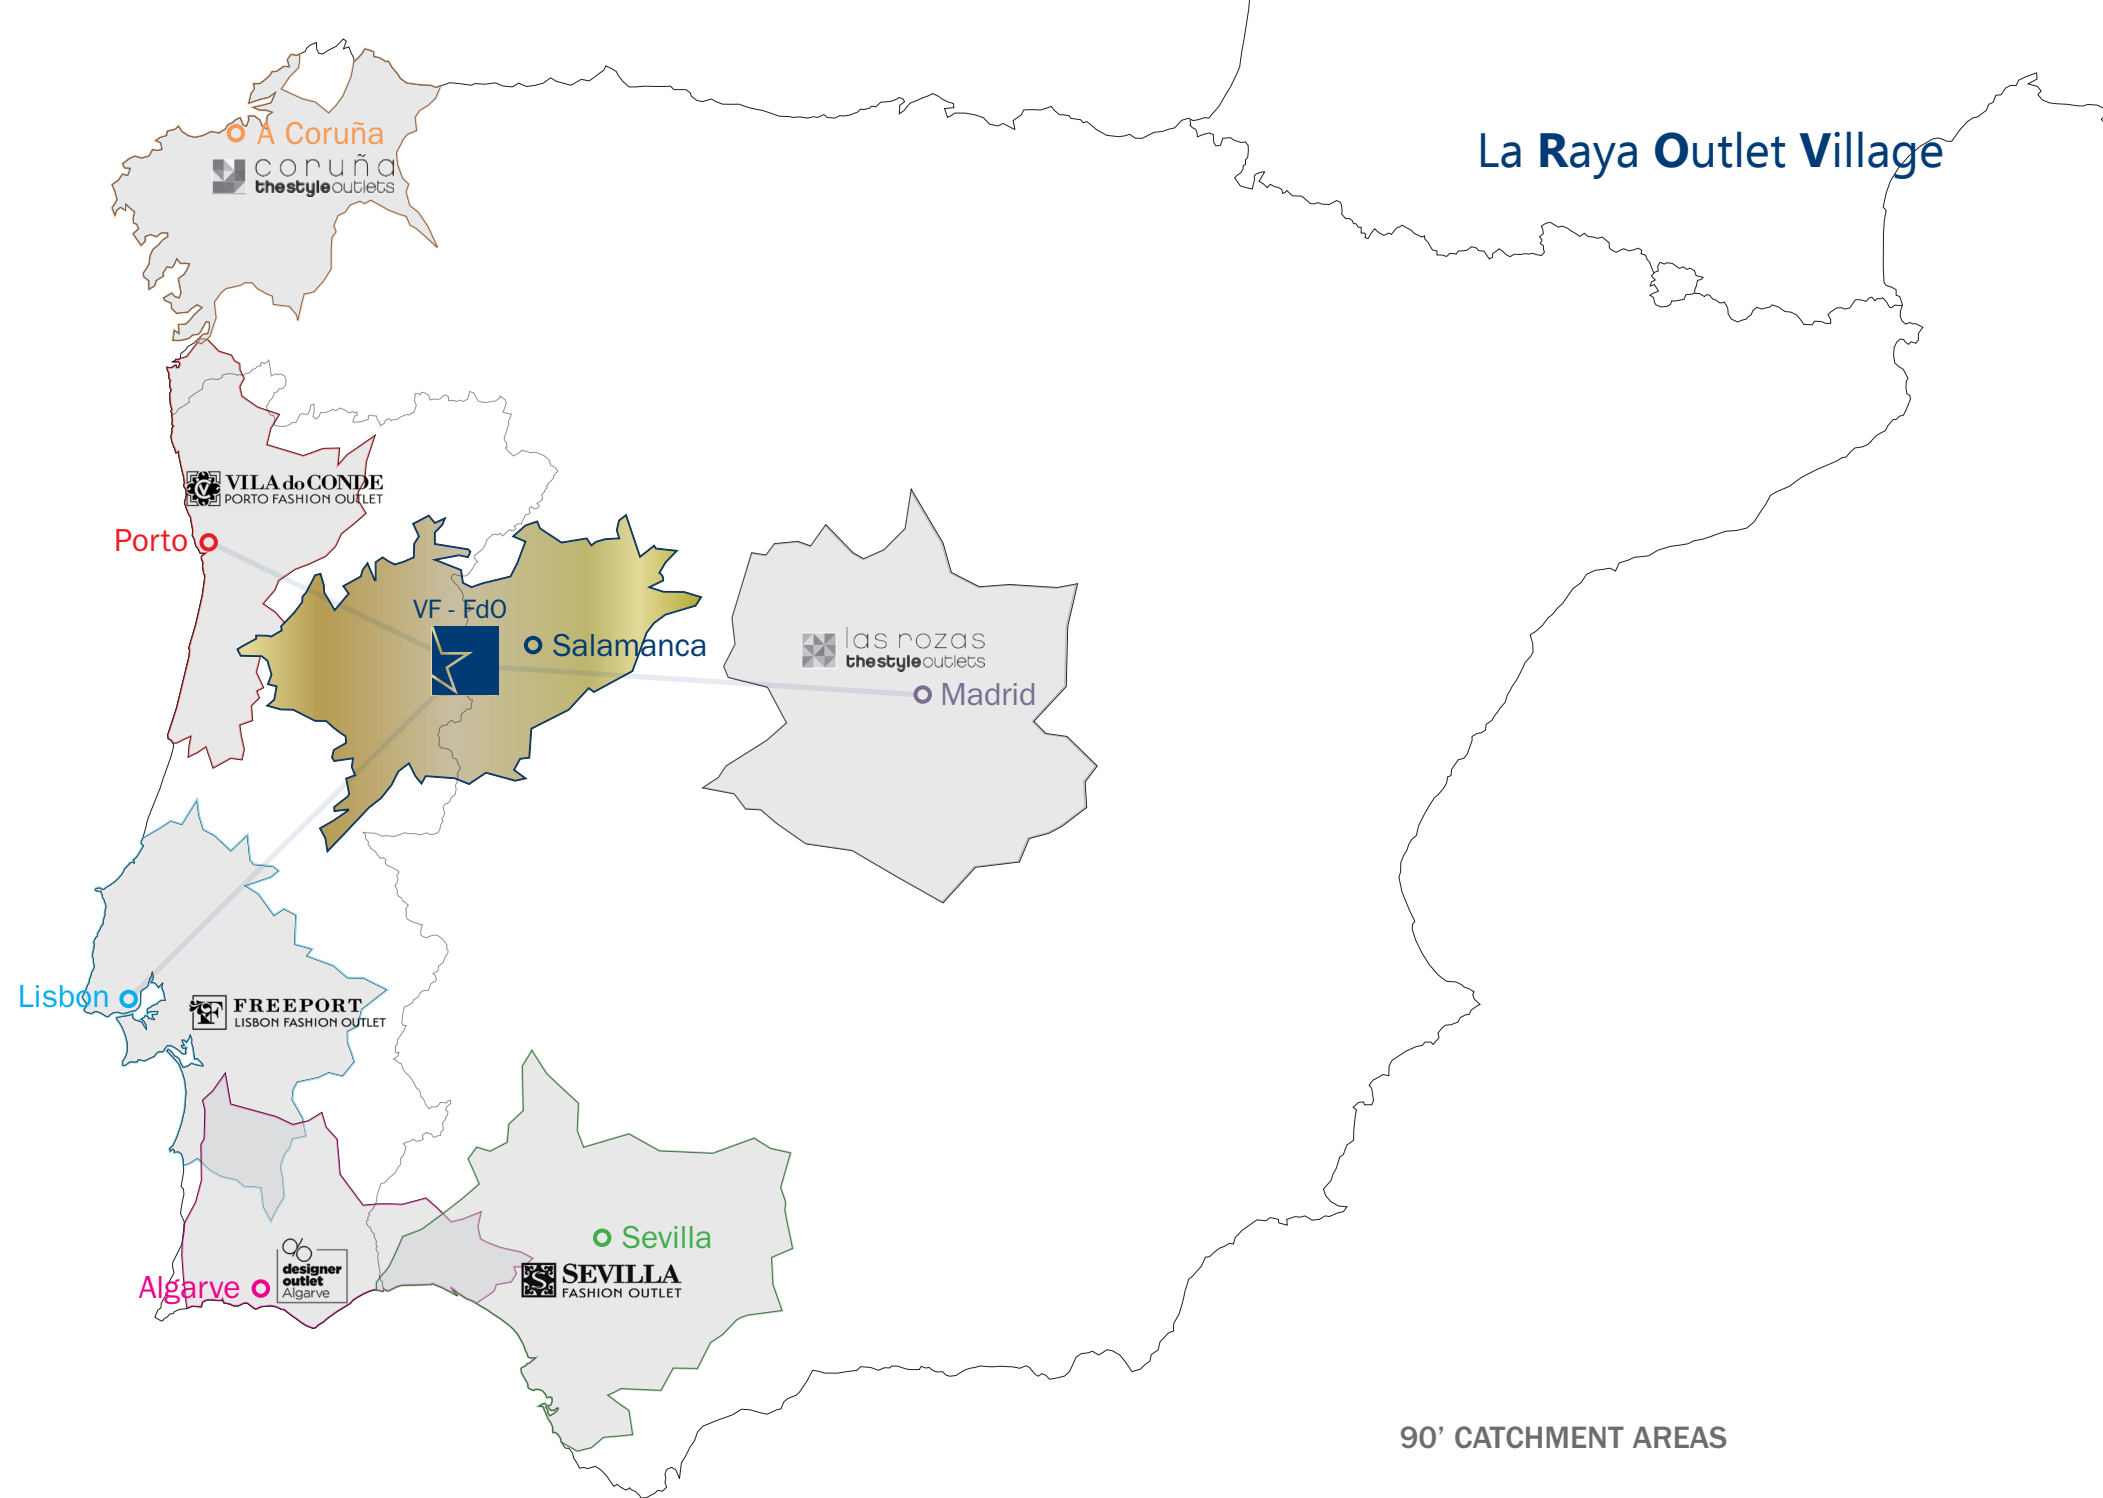 La Raya Outlet Village
A Coruña
coruña
thestyleoutlets
VILA do CONDE
PORTO FASHION OUTLET
Porto
VF - FdO
Salamanca
las rozas
thestyleoutlets
Madrid
Lisbon
FREEPORT
LISBON FASHION OUTLET
Sevilla
SEVILLA
FASHION OUTLET
Algarve
designer
outlet
Algarve
90’ CATCHMENT AREAS